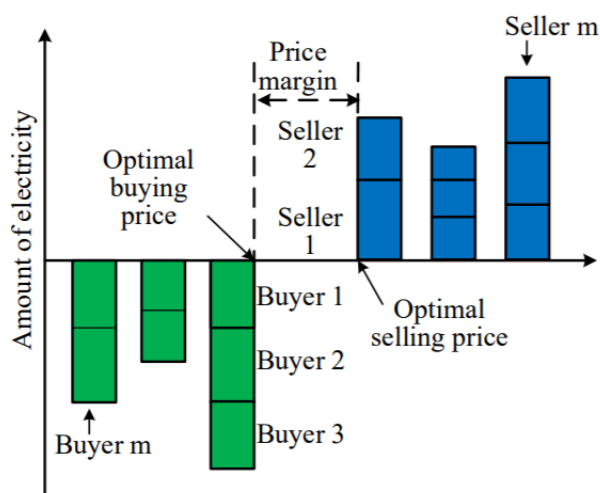 Seller m
Price
margin
Seller
2
Optimal
buying
price
Seller
1
Amount of electricity
Buyer 1
Optimal
selling price
Buyer 2
Buyer m
Buyer 3